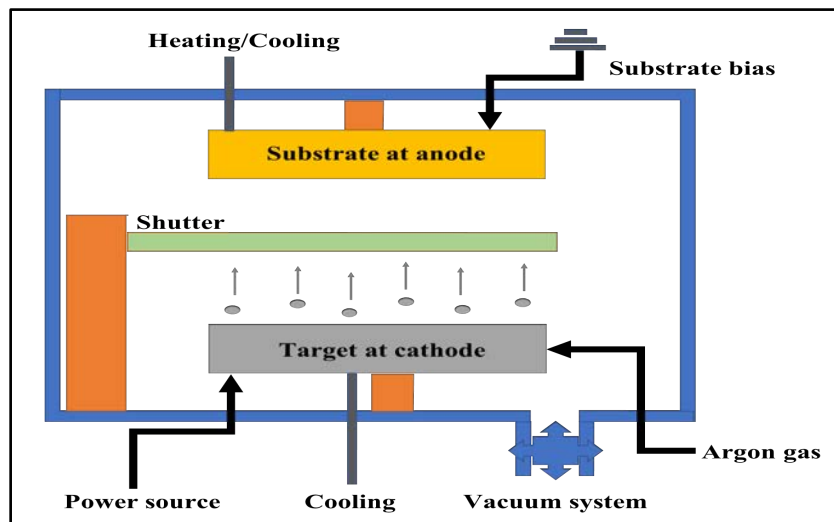 Heating/Cooling
Substrate bias
Substrate at anode
Shutter
Target at cathode
Argon gas
Power source
Cooling
Vacuum system